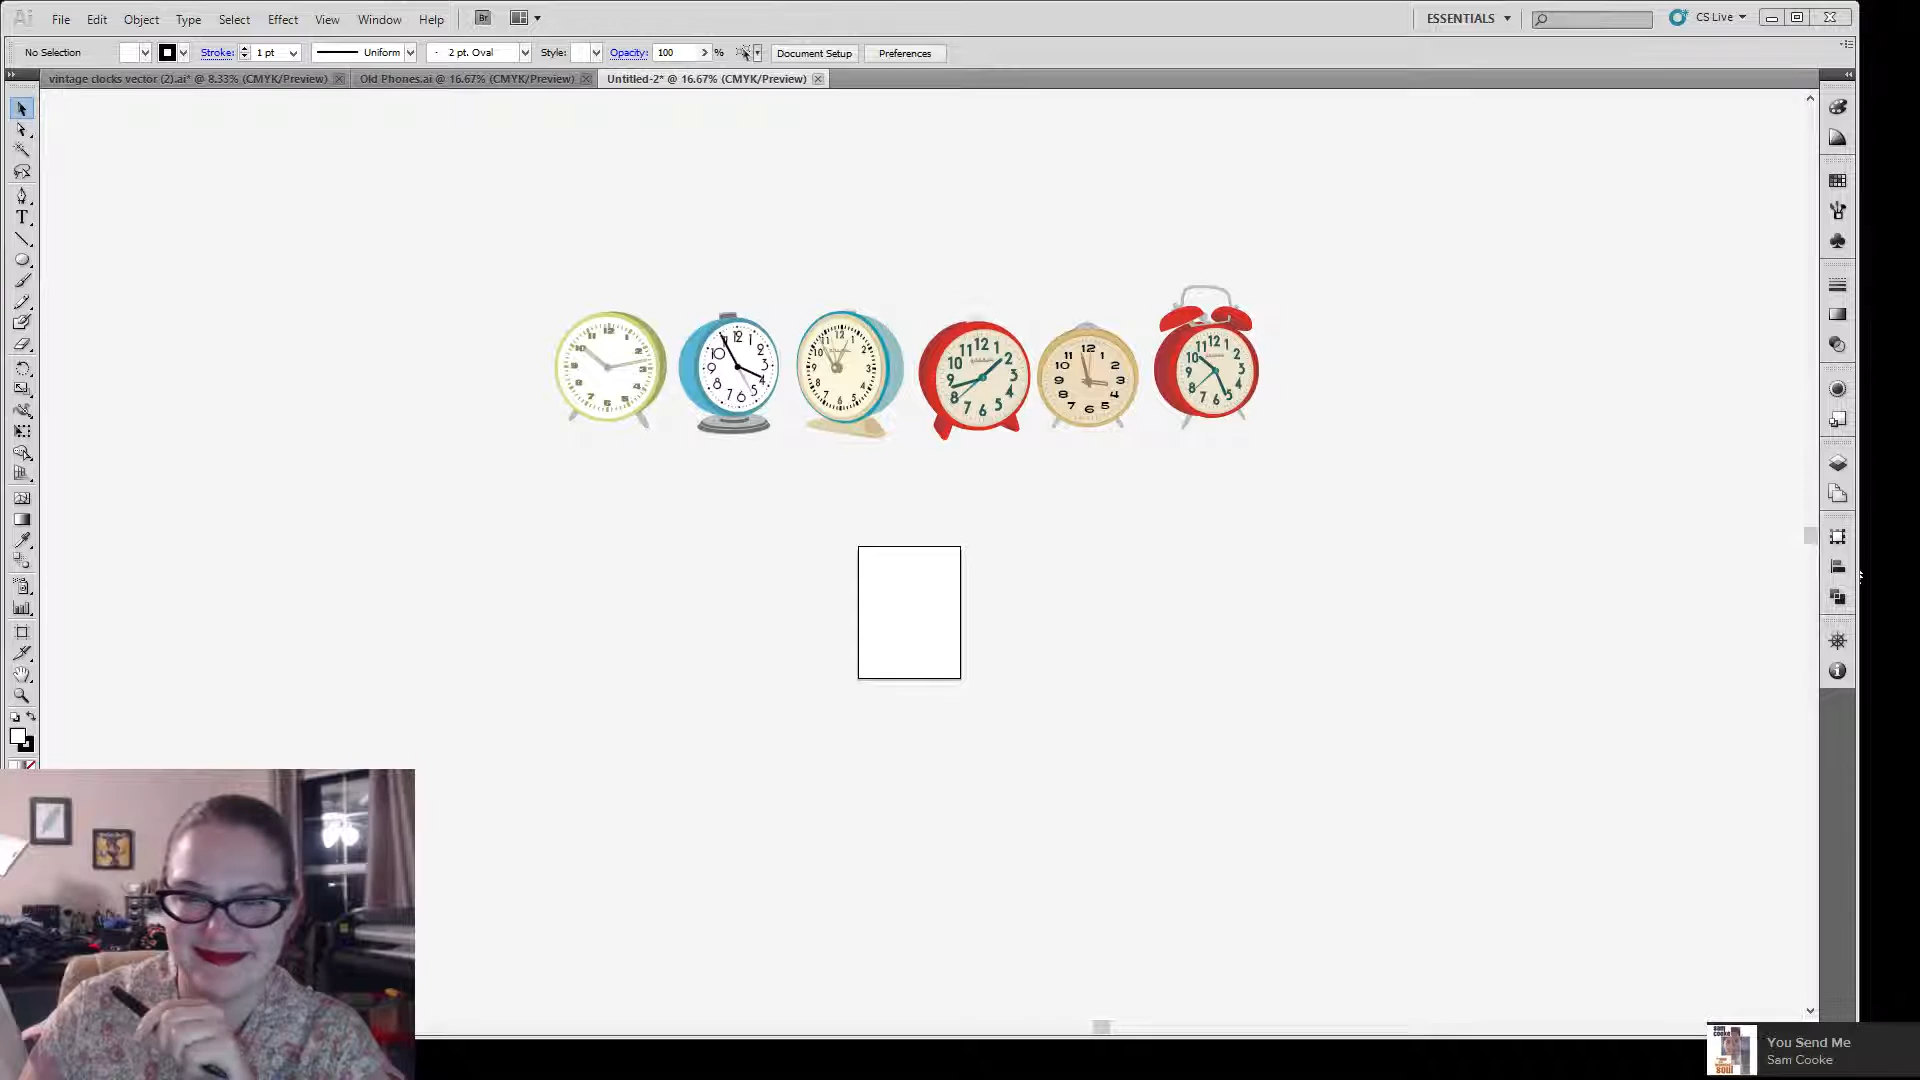 Ai File Edit Object Type Select Effect View Window Help Br ESSENTIALS CS Live
No Selection Stroke: 1 pt Uniform 2 pt. Oval Style: Opacity: 100 % Document Setup Preferences
vintage clocks vector (2).ai* @ 8.33% (CMYK/Preview) Old Phones.ai @ 16.67% (CMYK/Preview) Untitled-2* @ 16.67% (CMYK/Preview)
You Send Me
Sam Cooke